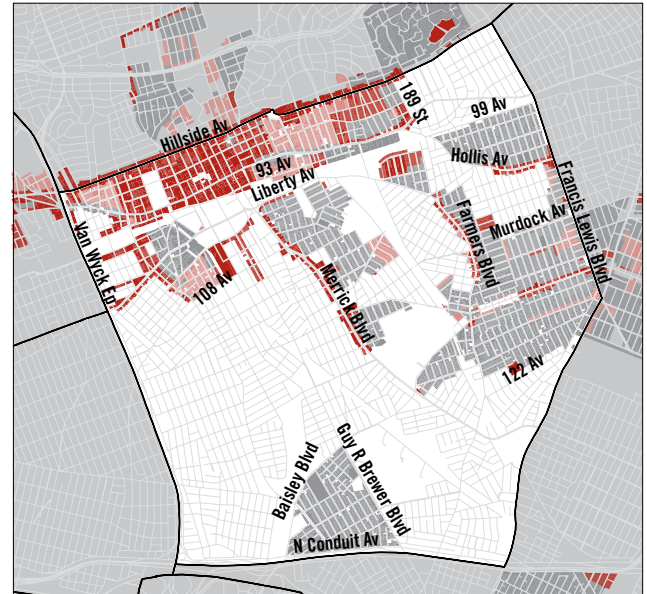 189 St
99 Av
Hillside Av
93 Av
Hollis Av
Liberty Av
Francis Lewis Blvd
Farmers Blvd
Murdock Av
Van Wyck Ep
108 Av
Merrick Blvd
122 Av
Baisley Blvd
Guy R Brewer Blvd
N Conduit Av